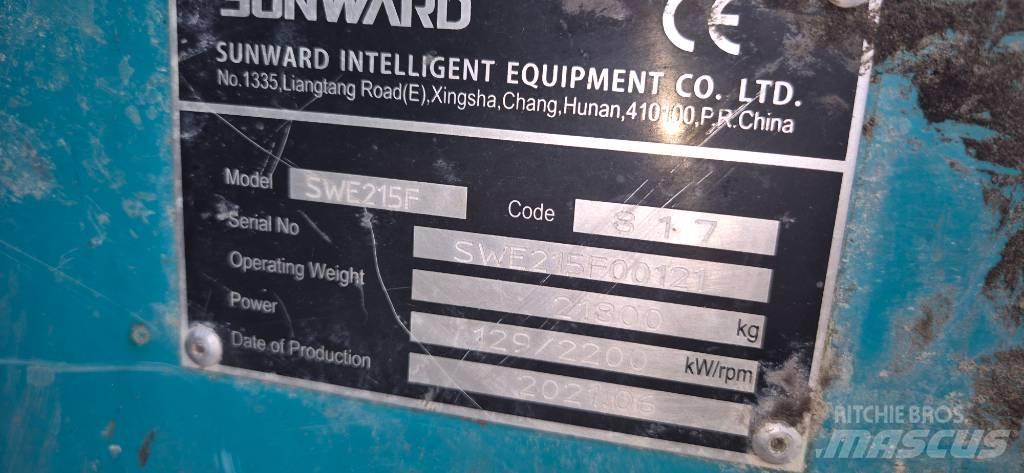 SUNWARD CE
SUNWARD INTELLIGENT EQUIPMENT CO. LTD.
No.1335,Liangtang Road(E),Xingsha,Chang,Hunan,410100,P.R.China
Model SWE215F Code 817
Serial No SWE215F00121
Operating Weight 21800 kg
Power 129/2200 kW/rpm
Date of Production 2021.06
RITCHIE BROS.
MASCUS